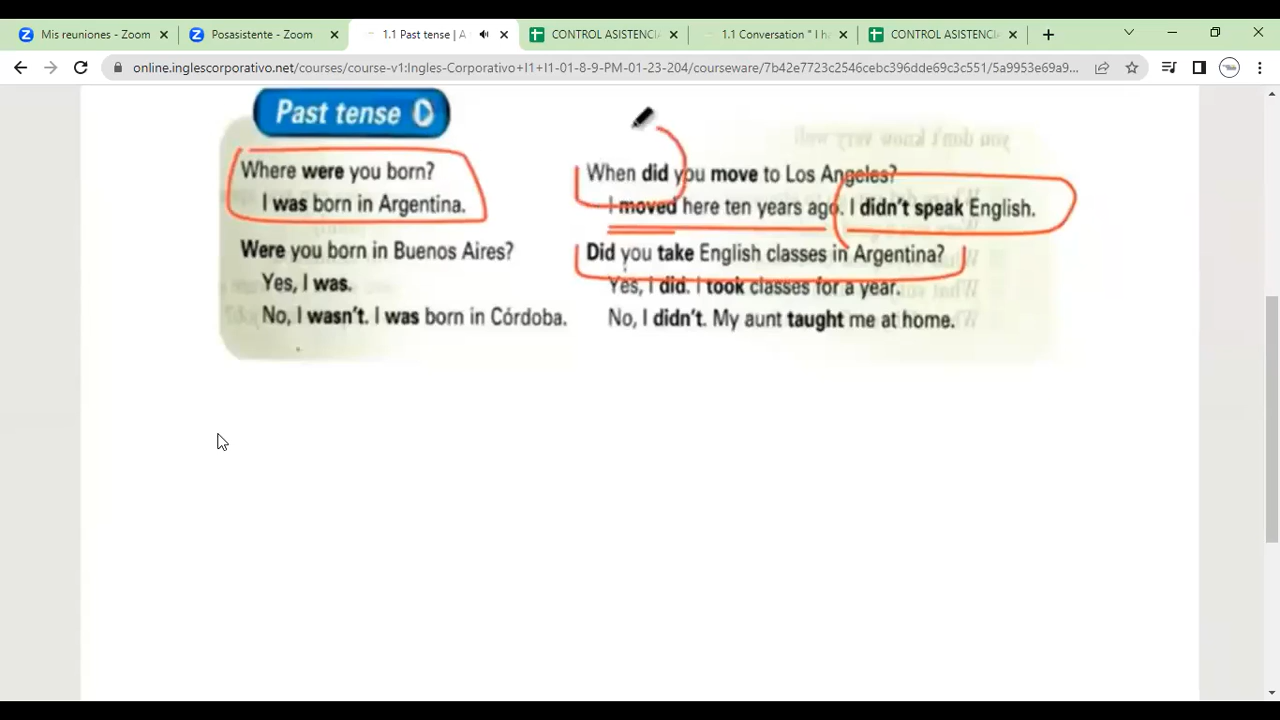 Mis reuniones - Zoom
Posasistente - Zoom
1.1 Past tense | A
CONTROL ASISTENCIA
1.1 Conversation " I h
CONTROL ASISTENCIA
online.inglescorporativo.net/courses/course-v1:Ingles-Corporativo+I1+I1-01-8-9-PM-01-23-204/courseware/7b42e7723c2546cebc396dde69c3c551/5a9953e69a9...
Past tense
Where were you born?
I was born in Argentina.
Were you born in Buenos Aires?
Yes, I was.
No, I wasn't. I was born in Córdoba.
When did you move to Los Angeles?
I moved here ten years ago. I didn't speak English.
Did you take English classes in Argentina?
Yes, I did. I took classes for a year.
No, I didn't. My aunt taught me at home.